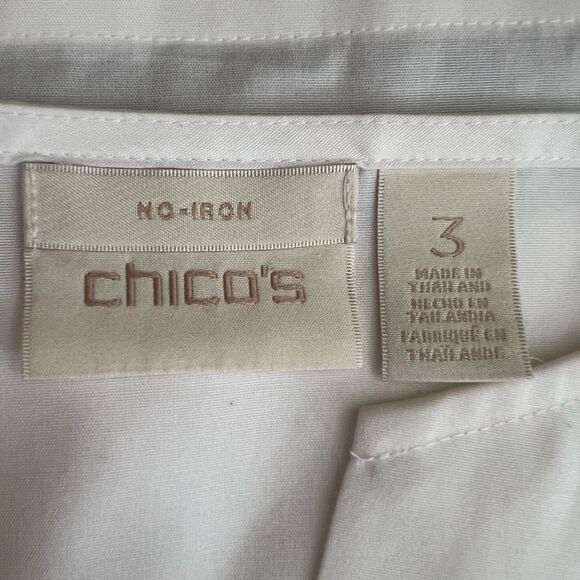 NO-IRON
chico's
3
MADE IN
THAILAND
HECHO EN
TAILANDIA
FABRIQUÉ EN
THAÏLANDE